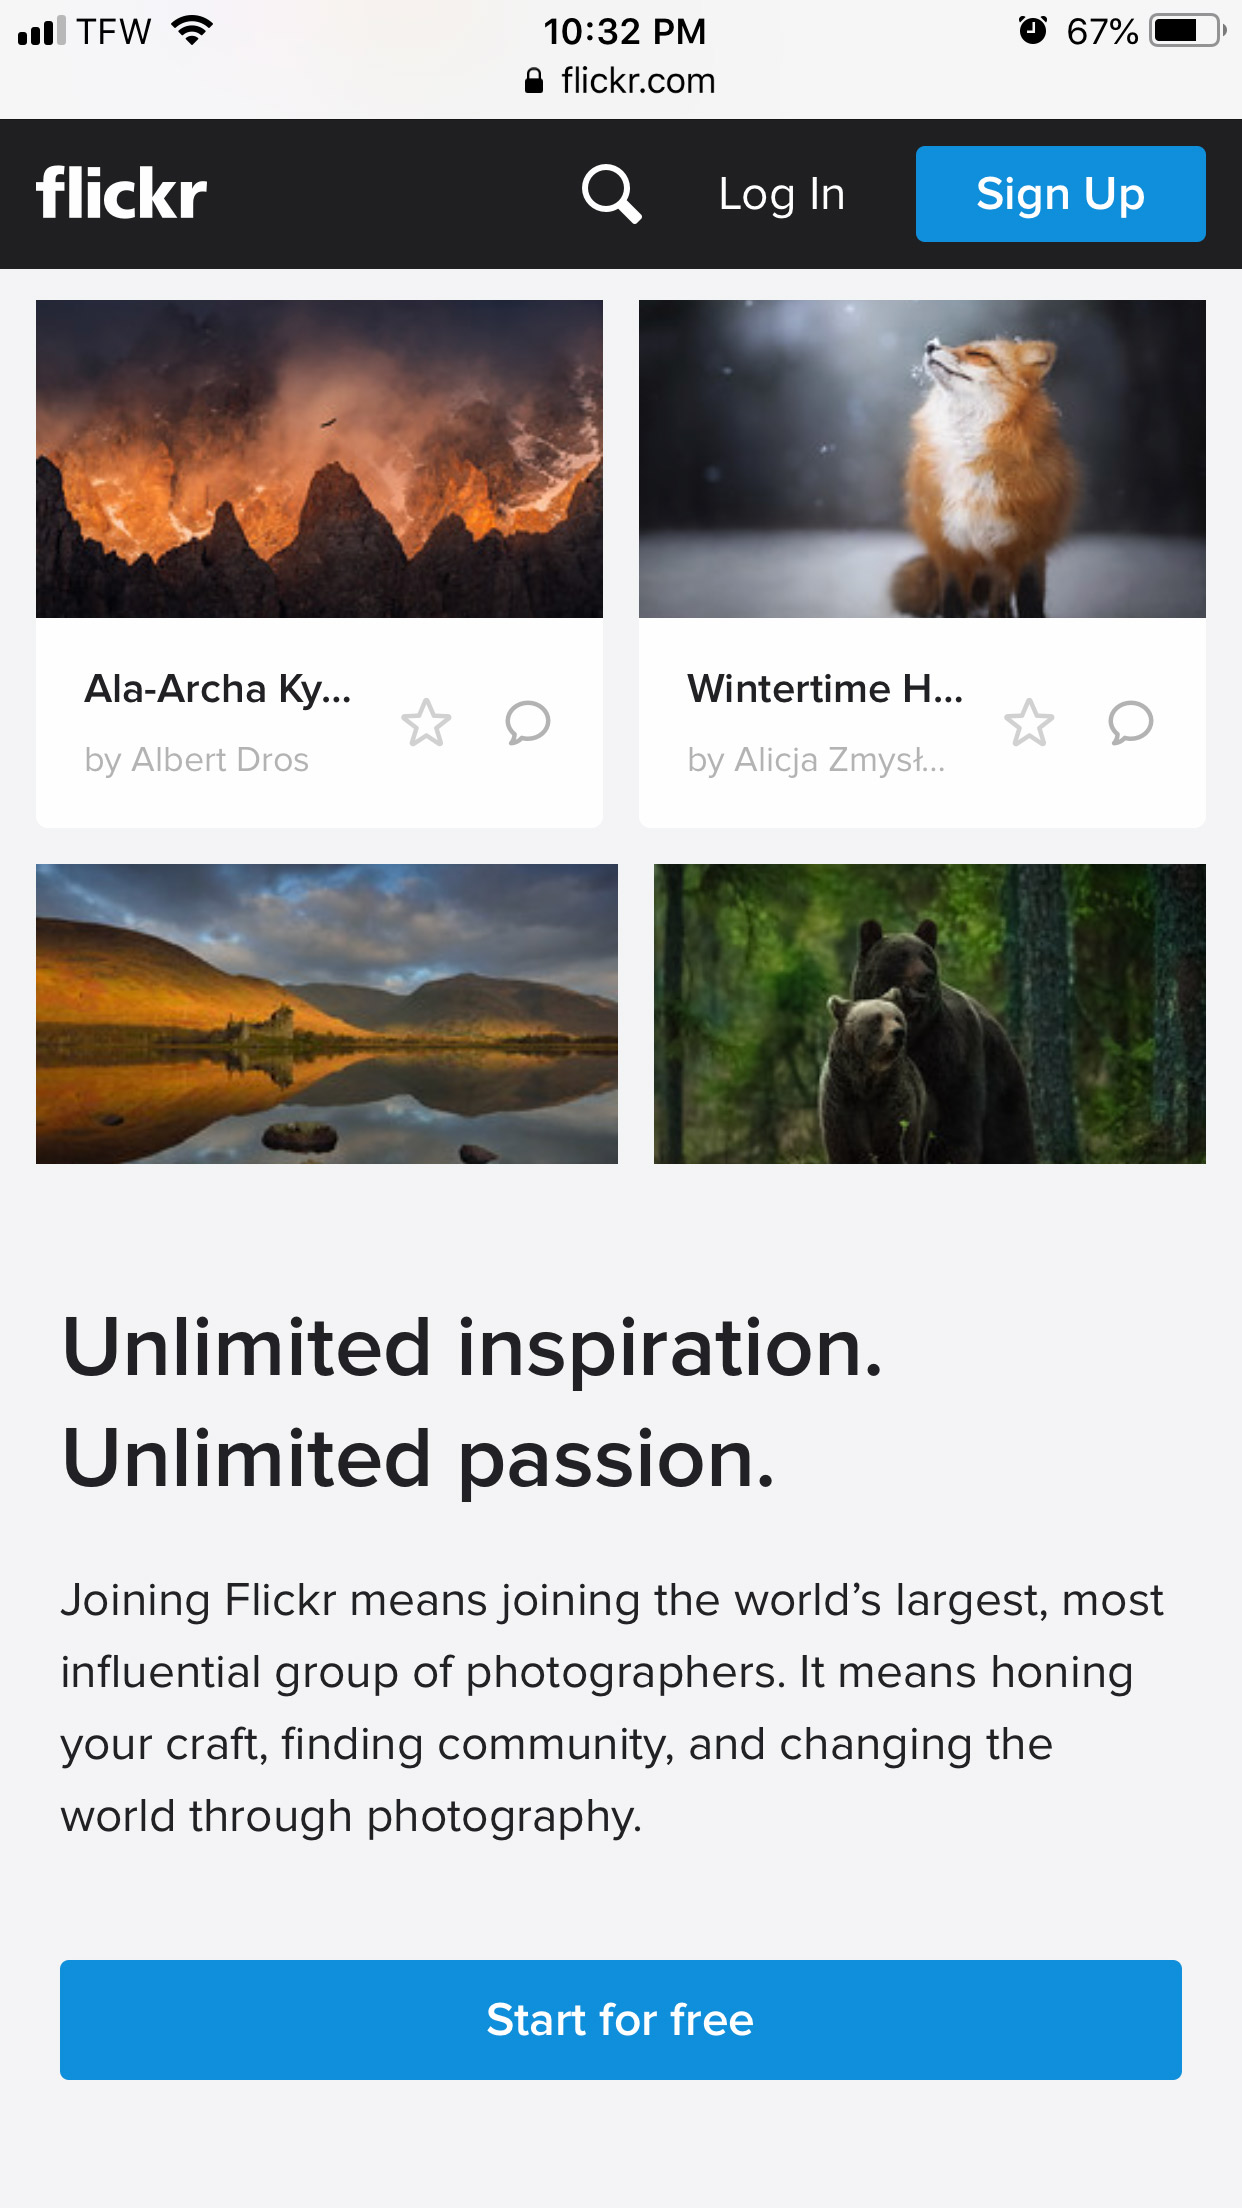 TFW 10:32 PM 67%
flickr.com
flickr Log In Sign Up
Ala-Archa Ky...
by Albert Dros
Wintertime H...
by Alicja Zmysł...
Unlimited inspiration.
Unlimited passion.
Joining Flickr means joining the world’s largest, most
influential group of photographers. It means honing
your craft, finding community, and changing the
world through photography.
Start for free